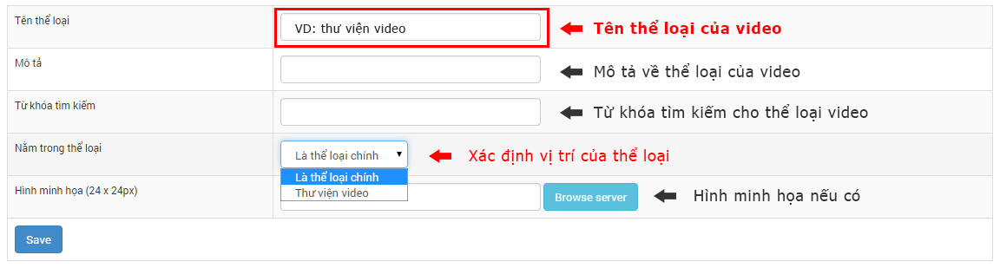 Tên thể loại
VD: thư viện video
Tên thể loại của video
Mô tả
Mô tả về thể loại của video
Từ khóa tìm kiếm
Từ khóa tìm kiếm cho thể loại video
Nằm trong thể loại
Là thể loại chính
Xác định vị trí của thể loại
Là thể loại chính
Thư viện video
Hình minh họa (24 x 24px)
Browse server
Hình minh họa nếu có
Save